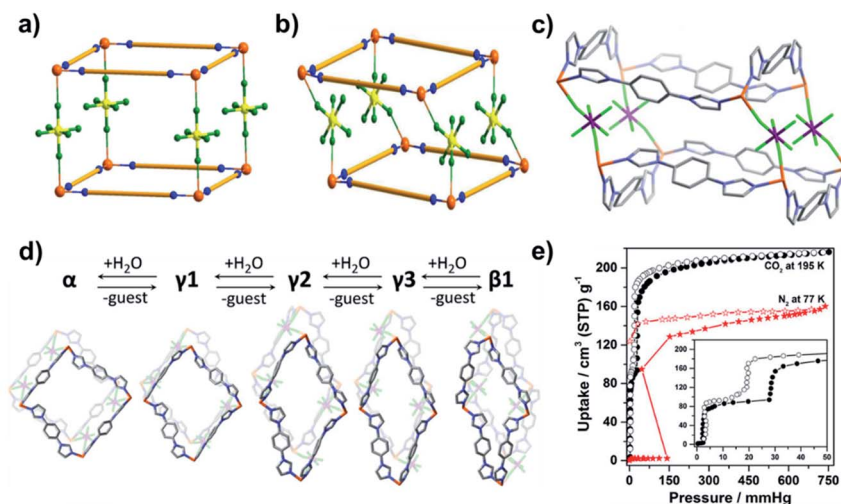 a)
b)
c)
d)
+H₂O +H₂O +H₂O +H₂O
α γ1 γ2 γ3 β1
-guest -guest -guest -guest
e)
200
160
120
80
40
0
Uptake / cm³ (STP) g⁻¹
CO₂ at 195 K
N₂ at 77 K
200
160
120
80
40
0
0 10 20 30 40 50
0 150 300 450 600 750
Pressure / mmHg